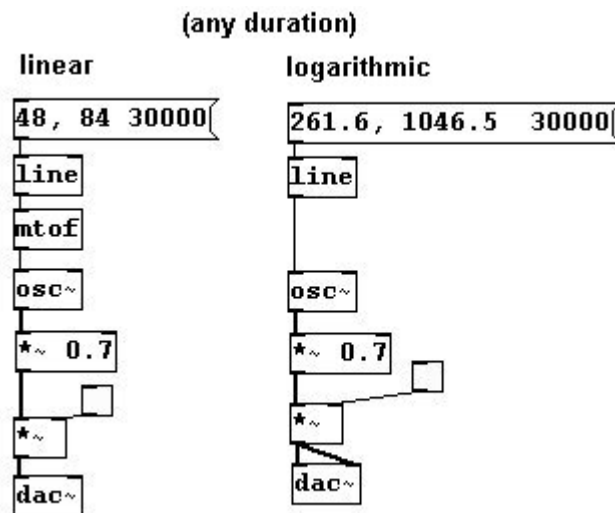 (any duration)
linear
logarithmic
48, 84 30000
261.6, 1046.5 30000
line
line
mtof
osc~
osc~
*~ 0.7
*~ 0.7
*~
*~
dac~
dac~